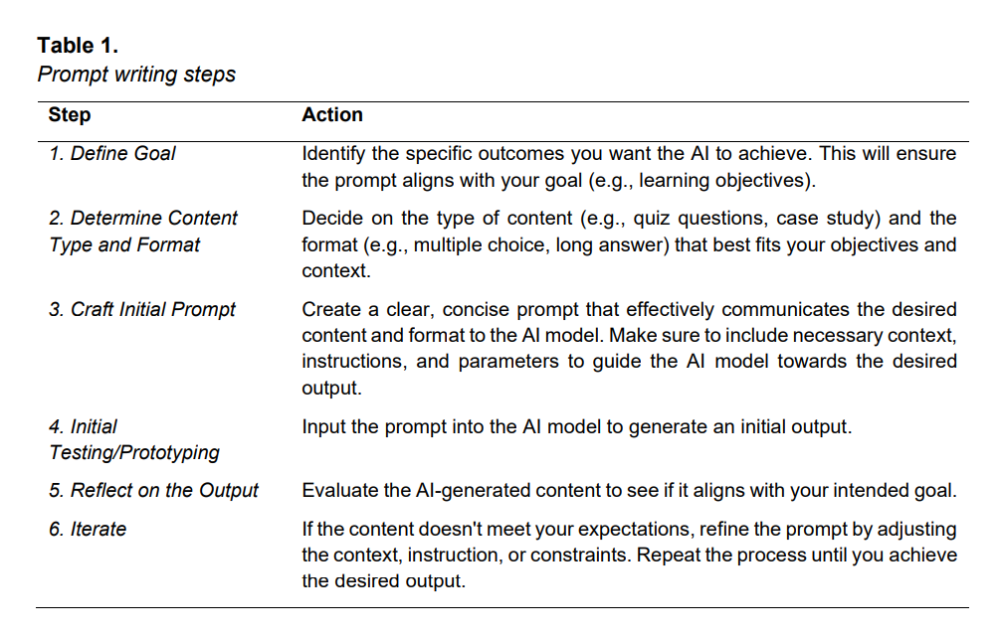 Table 1.
Prompt writing steps
Step Action
1. Define Goal Identify the specific outcomes you want the AI to achieve. This will ensure
the prompt aligns with your goal (e.g., learning objectives).
2. Determine Content Decide on the type of content (e.g., quiz questions, case study) and the
Type and Format format (e.g., multiple choice, long answer) that best fits your objectives and
context.
3. Craft Initial Prompt Create a clear, concise prompt that effectively communicates the desired
content and format to the AI model. Make sure to include necessary context,
instructions, and parameters to guide the AI model towards the desired
output.
4. Initial Input the prompt into the AI model to generate an initial output.
Testing/Prototyping
5. Reflect on the Output Evaluate the AI-generated content to see if it aligns with your intended goal.
6. Iterate If the content doesn't meet your expectations, refine the prompt by adjusting
the context, instruction, or constraints. Repeat the process until you achieve
the desired output.